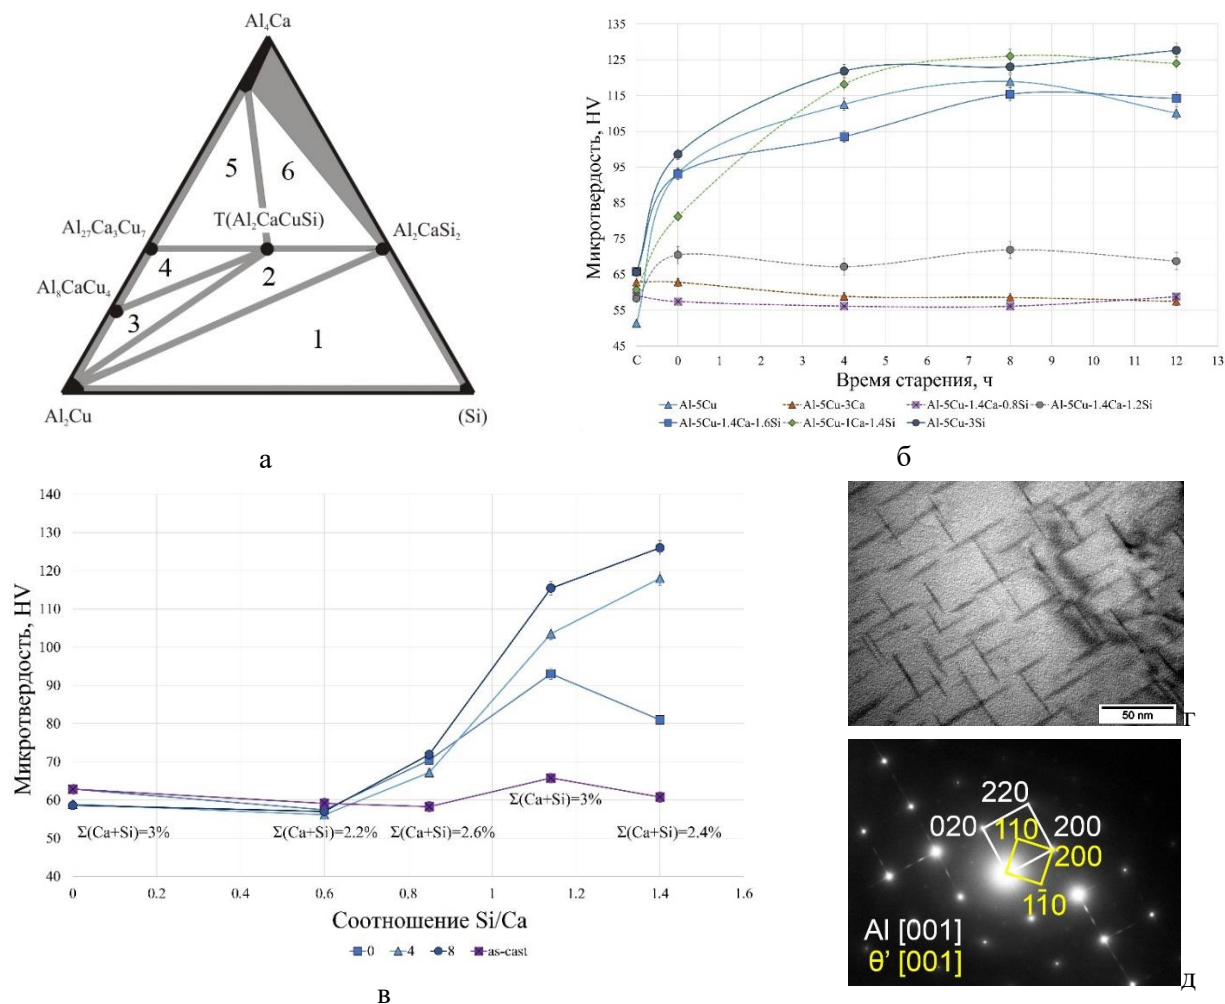 Al₄Ca
5
6
T(Al₂CaCuSi)
Al₂₇Ca₃Cu₇
Al₂CaSi₂
4
2
Al₈CaCu₄
3
1
Al₂Cu
(Si)
а
Микротвердость, HV
135
125
115
105
95
85
75
65
55
45
C 0 1 2 3 4 5 6 7 8 9 10 11 12 13
Время старения, ч
Al-5Cu Al-5Cu-3Ca Al-5Cu-1.4Ca-0.8Si Al-5Cu-1.4Ca-1.2Si
Al-5Cu-1.4Ca-1.6Si Al-5Cu-1Ca-1.4Si Al-5Cu-3Si
б
Микротвердость, HV
140
130
120
110
100
90
80
70
60
50
40
Σ(Ca+Si)=3% Σ(Ca+Si)=2.2% Σ(Ca+Si)=2.6% Σ(Ca+Si)=3% Σ(Ca+Si)=2.4%
0 0.2 0.4 0.6 0.8 1 1.2 1.4 1.6
Соотношение Si/Ca
0 4 8 as-cast
в
50 nm
г
220
020 110 200
200
11̄0
Al [001]
θ' [001]
д